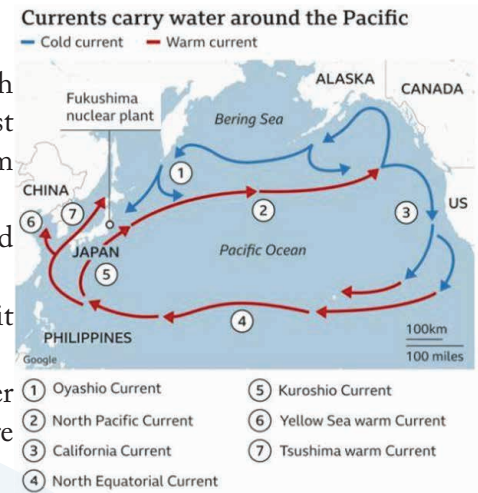 Currents carry water around the Pacific
Cold current Warm current
ALASKA
CANADA
Fukushima
nuclear plant
Bering Sea
1
CHINA
7
2
3
US
6
JAPAN
Pacific Ocean
5
4
100km
100 miles
PHILIPPINES
Google
1 Oyashio Current
5 Kuroshio Current
2 North Pacific Current
6 Yellow Sea warm Current
3 California Current
7 Tsushima warm Current
4 North Equatorial Current
it